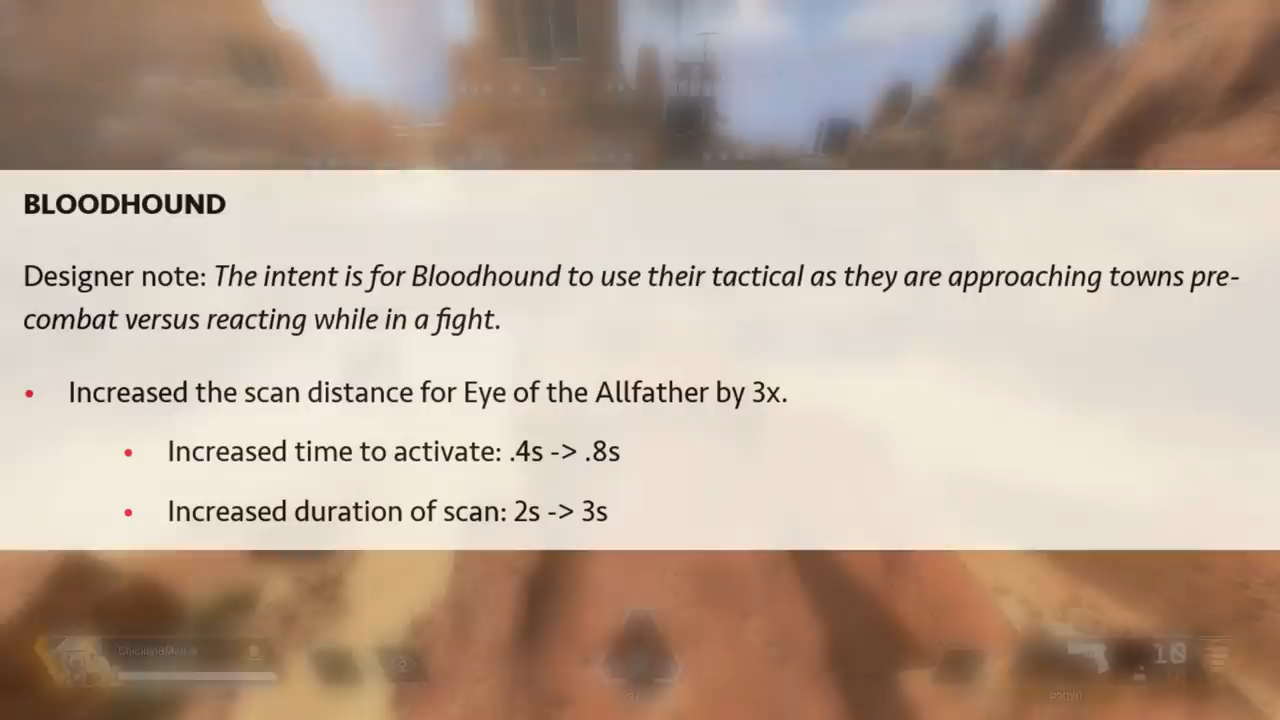 BLOODHOUND
Designer note: The intent is for Bloodhound to use their tactical as they are approaching towns pre-
combat versus reacting while in a fight.
• Increased the scan distance for Eye of the Allfather by 3x.
• Increased time to activate: .4s -> .8s
• Increased duration of scan: 2s -> 3s
18